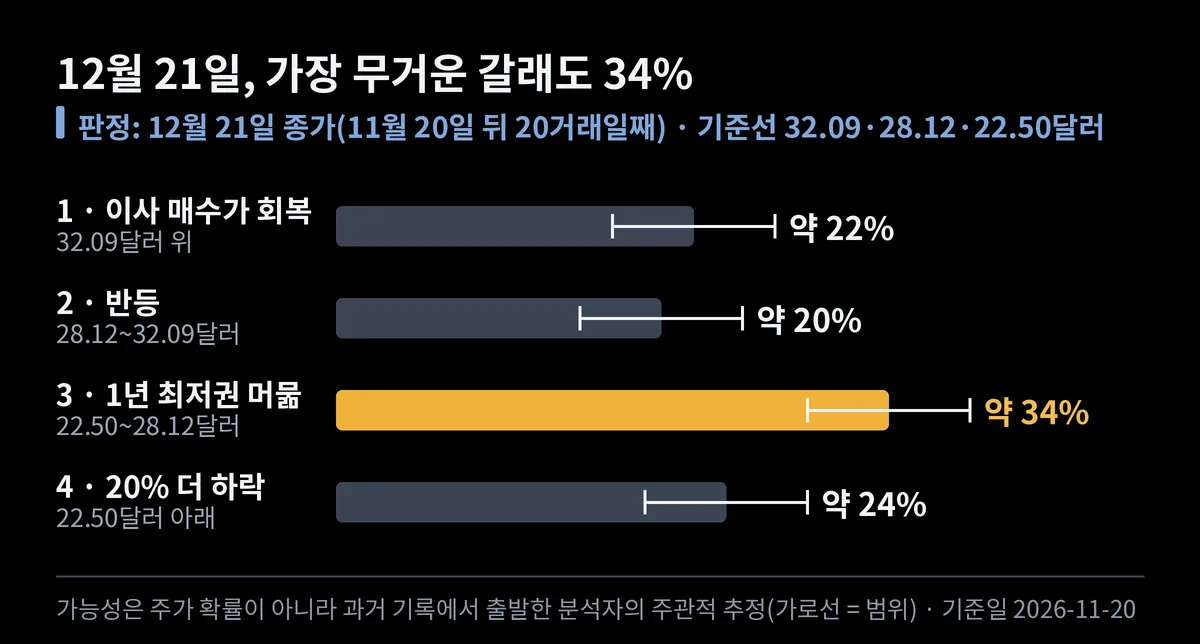 12월 21일, 가장 무거운 갈래도 34%
판정: 12월 21일 종가(11월 20일 뒤 20거래일째) · 기준선 32.09·28.12·22.50달러
1 · 이사 매수가 회복
32.09달러 위
약 22%
2 · 반등
28.12~32.09달러
약 20%
3 · 1년 최저권 머묾
22.50~28.12달러
약 34%
4 · 20% 더 하락
22.50달러 아래
약 24%
가능성은 주가 확률이 아니라 과거 기록에서 출발한 분석자의 주관적 추정(가로선 = 범위) · 기준일 2026-11-20